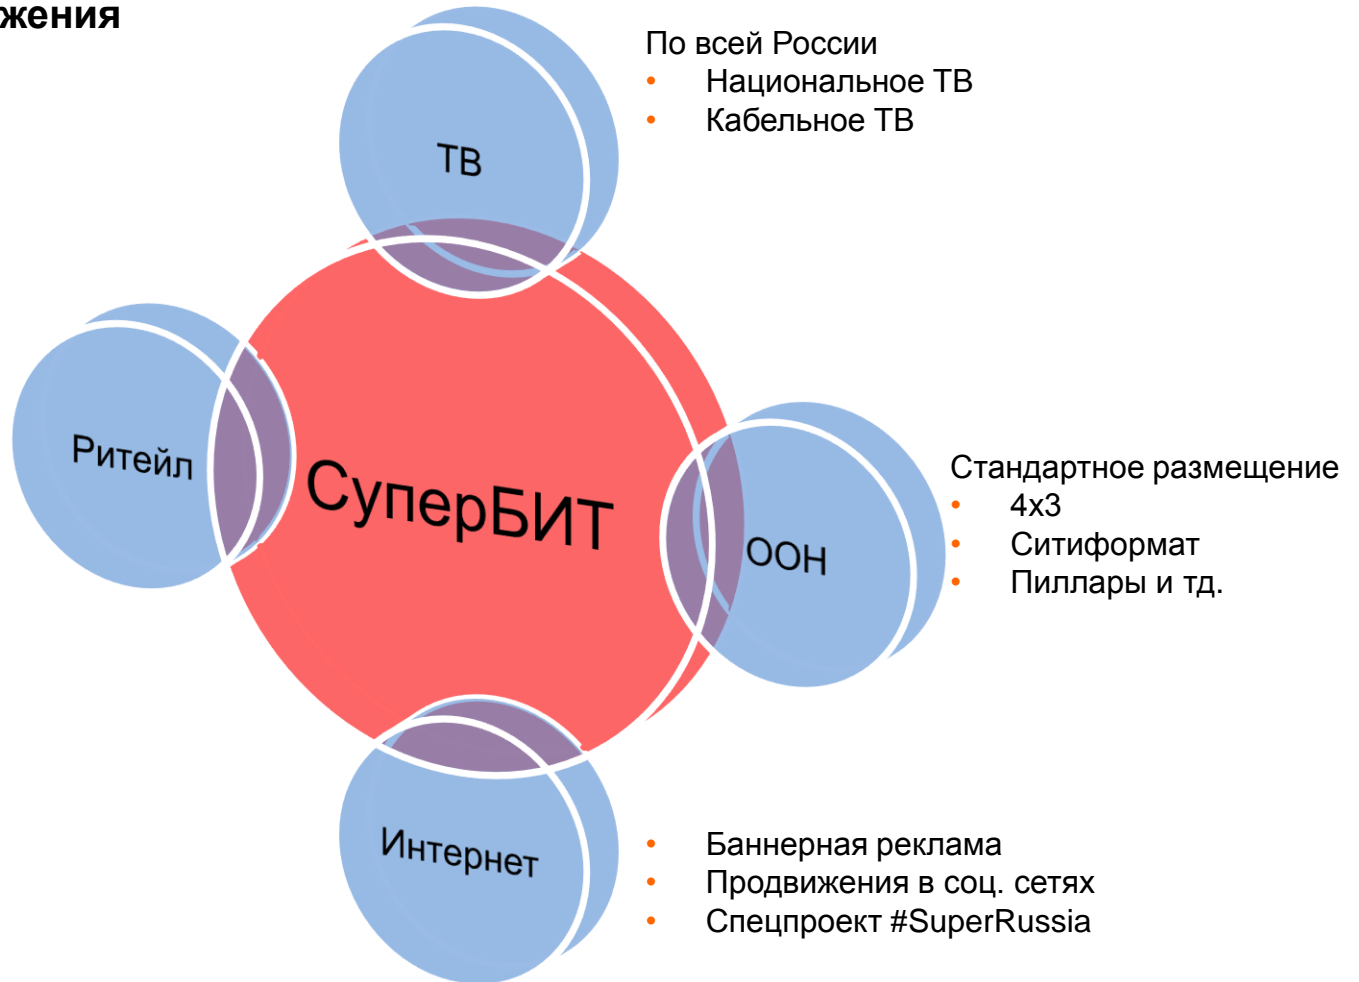 жения
По всей России
• Национальное ТВ
• Кабельное ТВ
ТВ
Ритейл
СуперБИТ
OOH
Стандартное размещение
• 4х3
• Ситиформат
• Пиллары и тд.
Интернет
• Баннерная реклама
• Продвижения в соц. сетях
• Спецпроект #SuperRussia